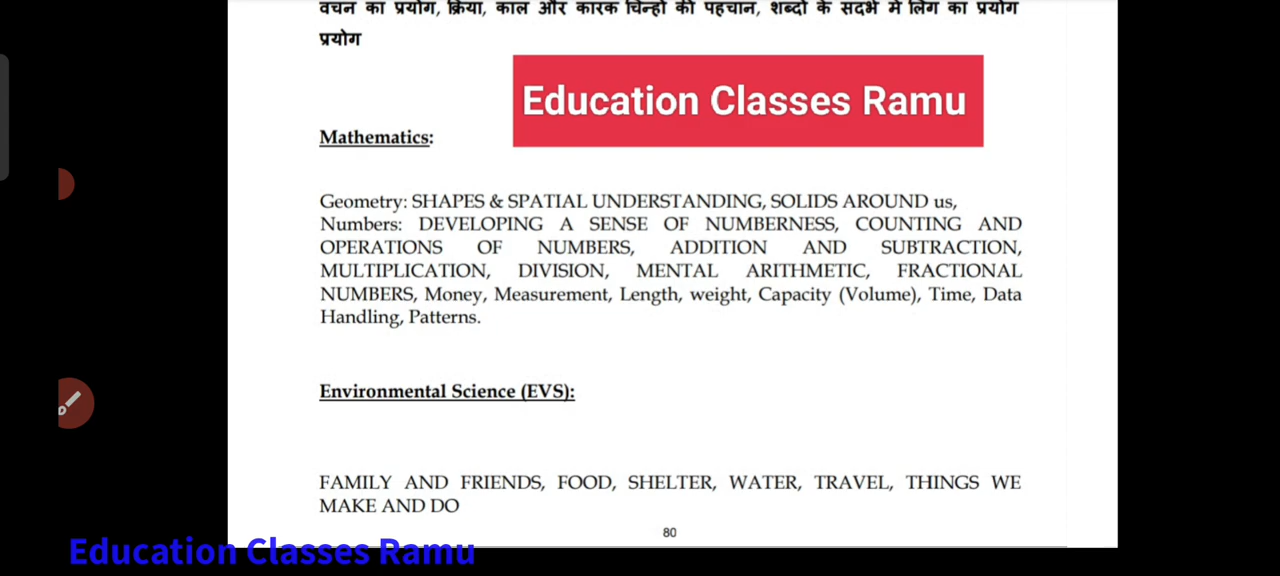 वचन का प्रयोग, क्रिया, काल और कारक चिन्हों की पहचान, शब्दों के संदर्भ में लिंग का प्रयोग
प्रयोग
Education Classes Ramu
Mathematics:
Geometry: SHAPES & SPATIAL UNDERSTANDING, SOLIDS AROUND us,
Numbers: DEVELOPING A SENSE OF NUMBERNESS, COUNTING AND
OPERATIONS OF NUMBERS, ADDITION AND SUBTRACTION,
MULTIPLICATION, DIVISION, MENTAL ARITHMETIC, FRACTIONAL
NUMBERS, Money, Measurement, Length, weight, Capacity (Volume), Time, Data
Handling, Patterns.
Environmental Science (EVS):
FAMILY AND FRIENDS, FOOD, SHELTER, WATER, TRAVEL, THINGS WE
MAKE AND DO
80
Education Classes Ramu